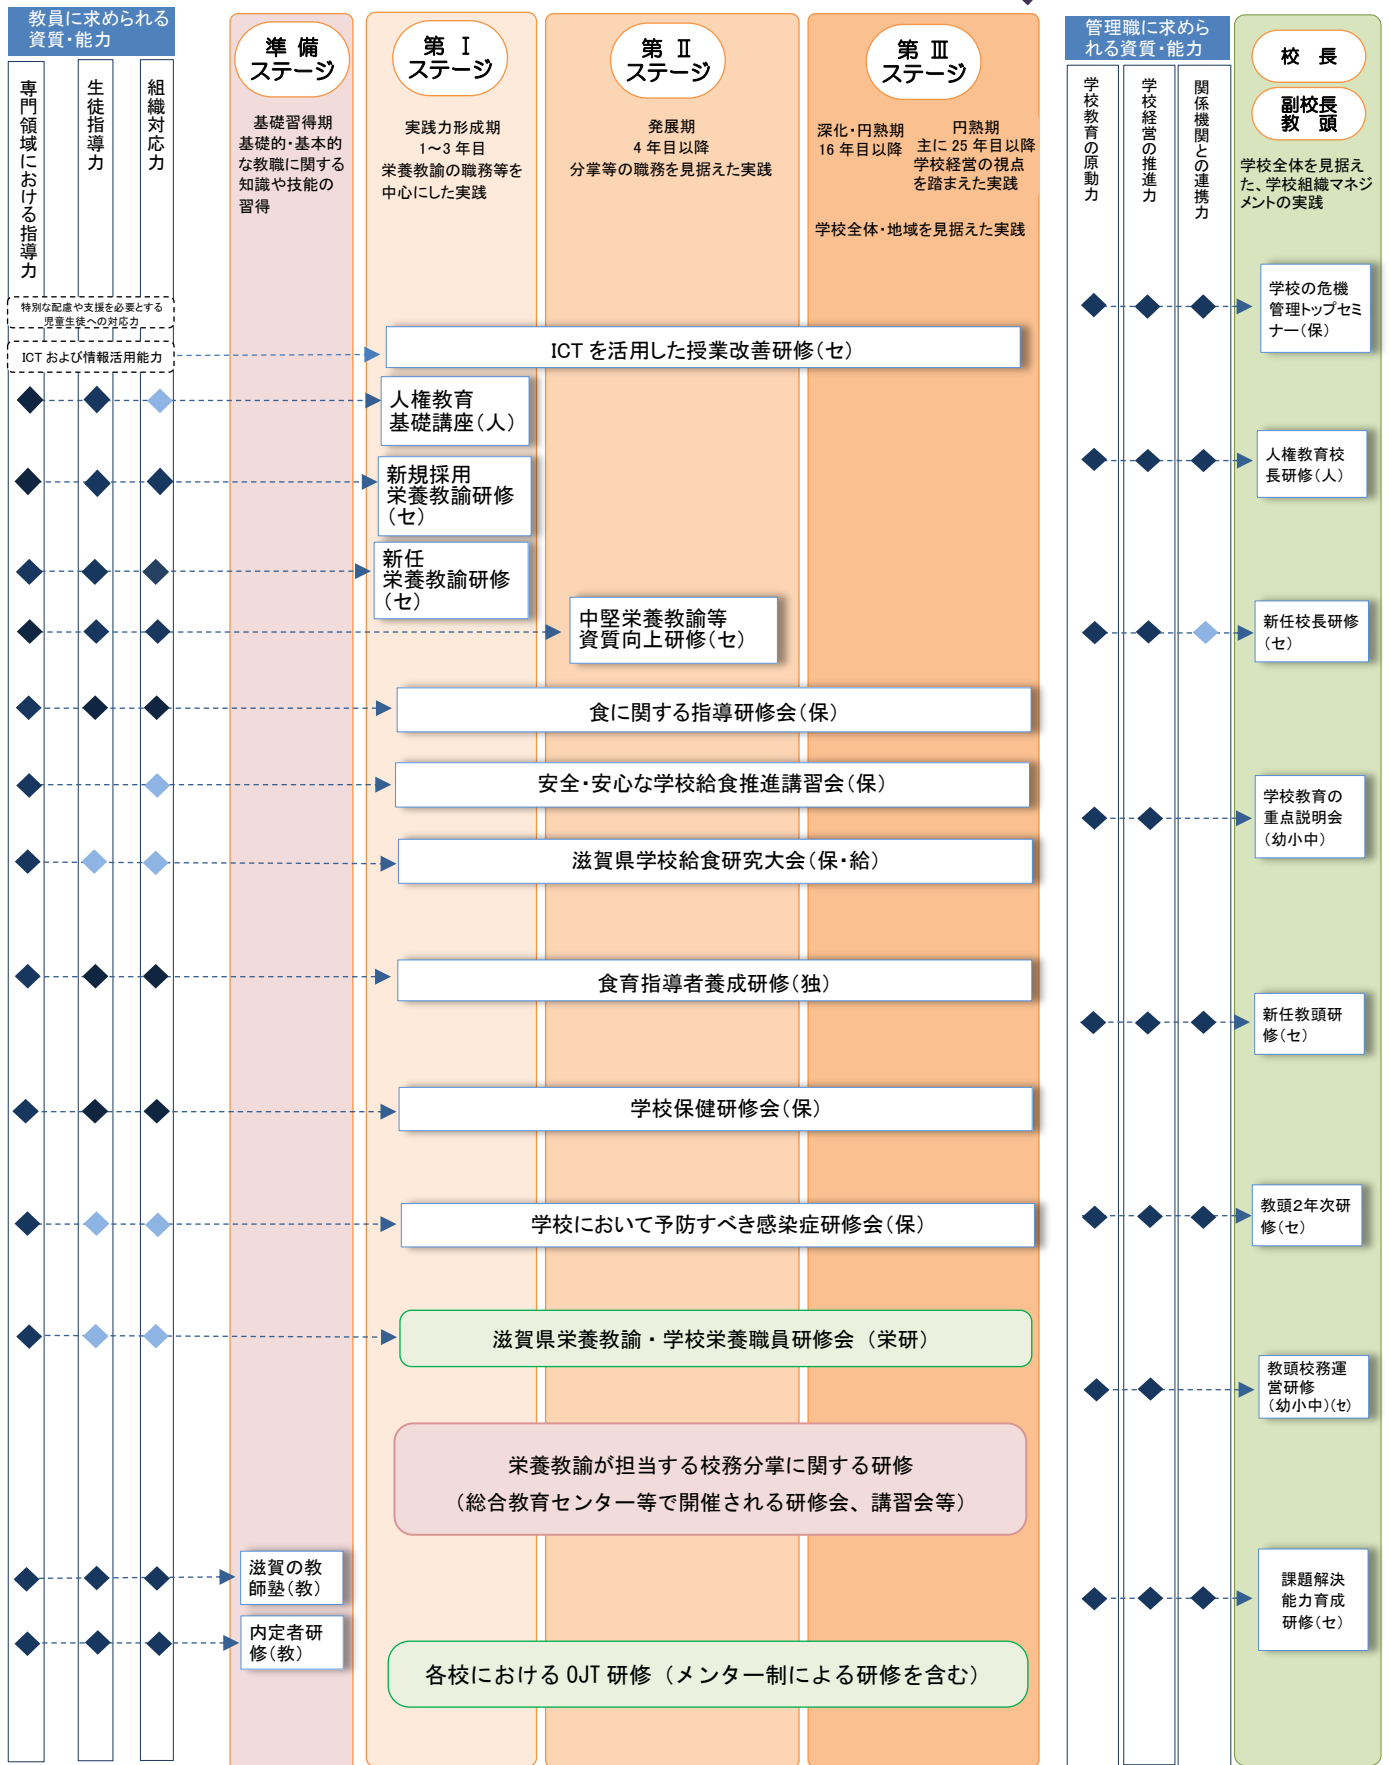 教員に求められる
資質・能力
専門領域における指導力
生徒指導力
組織対応力
準 備
ステージ
基礎習得期
基礎的・基本的
な教職に関する
知識や技能の
習得
第 Ⅰ
ステージ
実践力形成期
1～3 年目
栄養教諭の職務等を
中心にした実践
第 Ⅱ
ステージ
発展期
4 年目以降
分掌等の職務を見据えた実践
第 Ⅲ
ステージ
深化・円熟期
16 年目以降
円熟期
主に 25 年目以降
学校経営の視点
を踏まえた実践
学校全体・地域を見据えた実践
特別な配慮や支援を必要とする
児童生徒への対応力
ICT および情報活用能力
ICT を活用した授業改善研修（セ）
人権教育
基礎講座（人）
新規採用
栄養教諭研修
（セ）
新任
栄養教諭研修
（セ）
中堅栄養教諭等
資質向上研修（セ）
食に関する指導研修会（保）
安全・安心な学校給食推進講習会（保）
滋賀県学校給食研究大会（保・給）
食育指導者養成研修（独）
学校保健研修会（保）
学校において予防すべき感染症研修会（保）
滋賀県栄養教諭・学校栄養職員研修会（栄研）
栄養教諭が担当する校務分掌に関する研修
（総合教育センター等で開催される研修会、講習会等）
滋賀の教
師塾（教）
内定者研
修（教）
各校における OJT 研修（メンター制による研修を含む）
管理職に求めら
れる資質・能力
学校教育の原動力
学校経営の推進力
関係機関との連携力
校 長
副校長
教 頭
学校全体を見据え
た、学校組織マネジ
メントの実践
学校の危機
管理トップセミ
ナー（保）
人権教育校
長研修（人）
新任校長研修
（セ）
学校教育の
重点説明会
（幼小中）
新任教頭研
修（セ）
教頭２年次研
修（セ）
教頭校務運
営研修
（幼小中）（セ）
課題解決
能力育成
研修（セ）